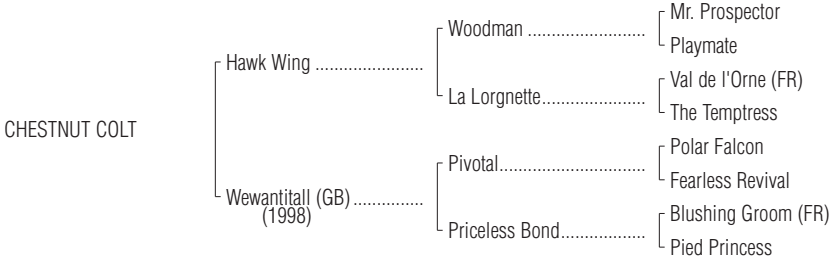 Mr. Prospector
Woodman ........................
Playmate
Hawk Wing ......................
Val de l'Orne (FR)
La Lorgnette.....................
The Temptress
CHESTNUT COLT
Polar Falcon
Pivotal..............................
Fearless Revival
Wewantitall (GB) ..............
(1998)
Blushing Groom (FR)
Priceless Bond.................
Pied Princess